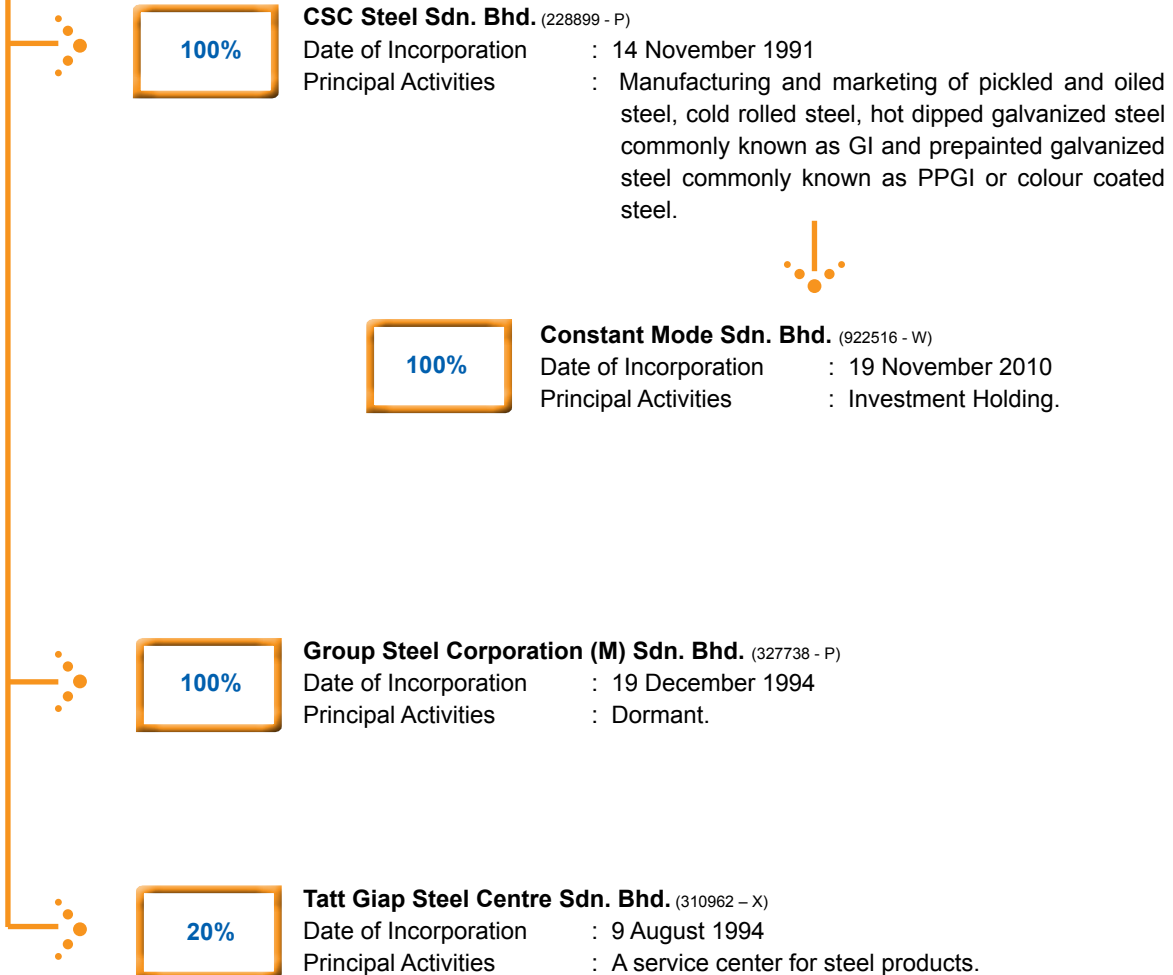 CSC Steel Sdn. Bhd. (228899 - P)
100%
Date of Incorporation : 14 November 1991
Principal Activities : Manufacturing and marketing of pickled and oiled
steel, cold rolled steel, hot dipped galvanized steel
commonly known as GI and prepainted galvanized
steel commonly known as PPGI or colour coated
steel.
Constant Mode Sdn. Bhd. (922516 - W)
100%
Date of Incorporation : 19 November 2010
Principal Activities : Investment Holding.
Group Steel Corporation (M) Sdn. Bhd. (327738 - P)
100%
Date of Incorporation : 19 December 1994
Principal Activities : Dormant.
Tatt Giap Steel Centre Sdn. Bhd. (310962 – X)
20%
Date of Incorporation : 9 August 1994
Principal Activities : A service center for steel products.